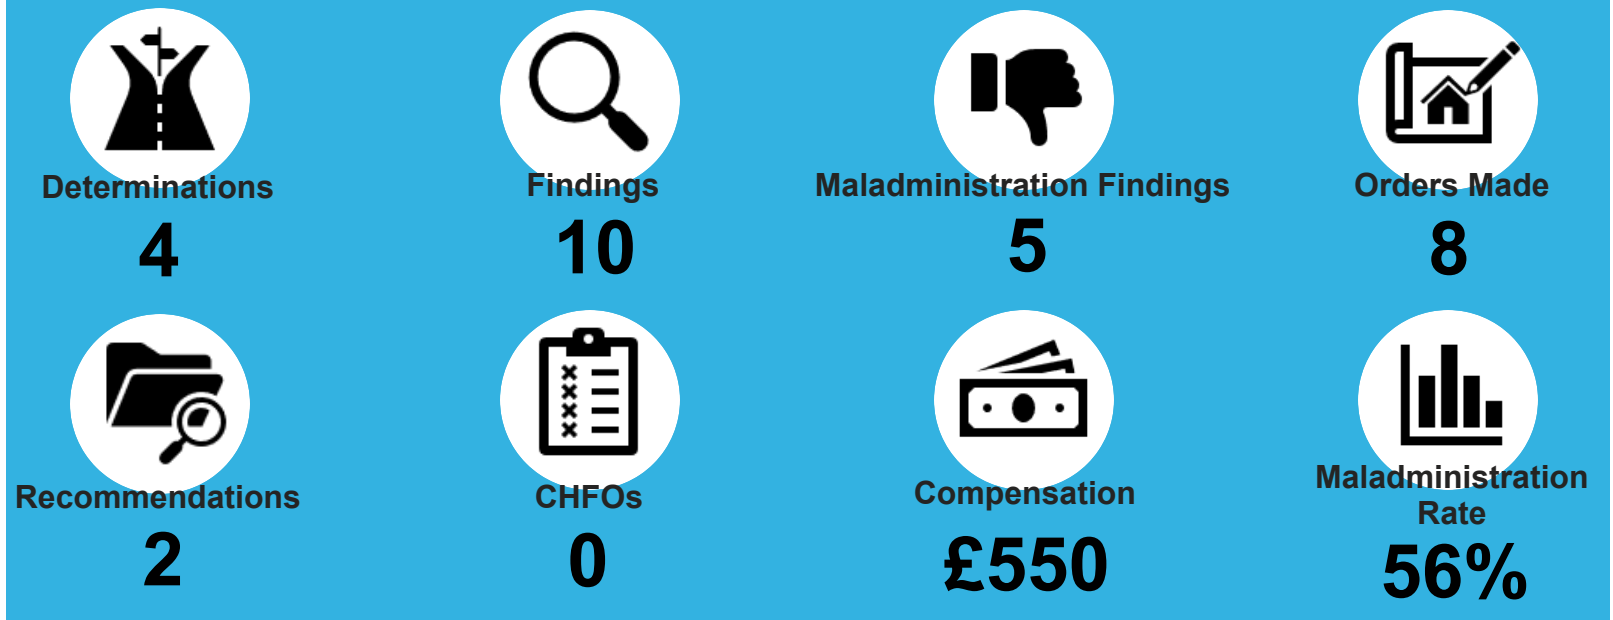 Determinations
4
Findings
10
Maladministration Findings
5
Orders Made
8
Recommendations
2
CHFOs
0
Compensation
£550
Maladministration
Rate
56%